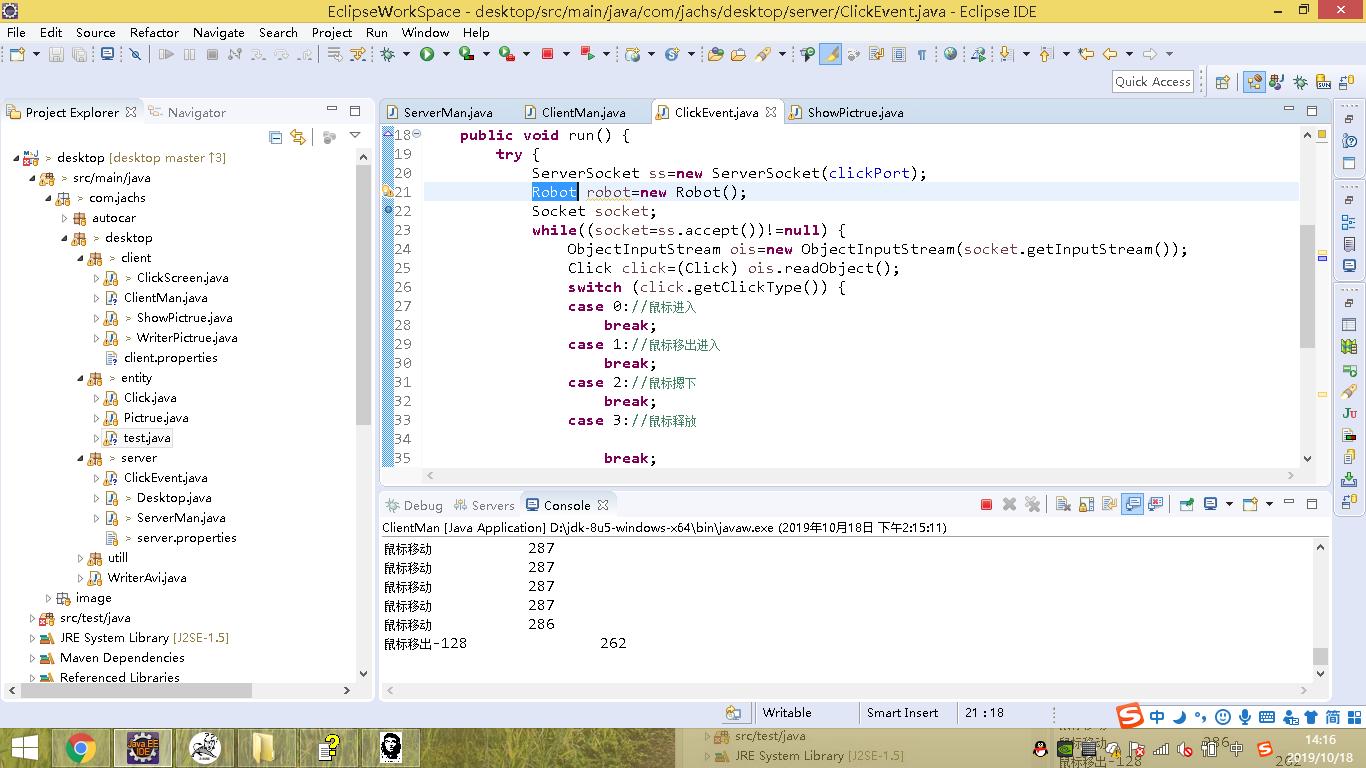 EclipseWorkSpace - desktop/src/main/java/com/jachs/desktop/server/ClickEvent.java - Eclipse IDE
File Edit Source Refactor Navigate Search Project Run Window Help
Quick Access
Project Explorer Navigator
> desktop [desktop master ↑3]
> src/main/java
> com.jachs
autocar
> desktop
> client
> ClickScreen.java
ClientMan.java
> ShowPictrue.java
> WriterPictrue.java
client.properties
> entity
> Click.java
Pictrue.java
test.java
> server
> ClickEvent.java
> Desktop.java
> ServerMan.java
> server.properties
> utill
WriterAvi.java
> image
> src/test/java
JRE System Library [J2SE-1.5]
Maven Dependencies
Referenced Libraries
ServerMan.java ClientMan.java ClickEvent.java ShowPictrue.java
18 public void run() {
19 try {
20 ServerSocket ss=new ServerSocket(clickPort);
21 Robot robot=new Robot();
22 Socket socket;
23 while((socket=ss.accept())!=null) {
24 ObjectInputStream ois=new ObjectInputStream(socket.getInputStream());
25 Click click=(Click) ois.readObject();
26 switch (click.getClickType()) {
27 case 0://鼠标进入
28 break;
29 case 1://鼠标移出进入
30 break;
31 case 2://鼠标摁下
32 break;
33 case 3://鼠标释放
34
35 break;
Debug Servers Console
ClientMan [Java Application] D:\jdk-8u5-windows-x64\bin\javaw.exe (2019年10月18日 下午2:15:11)
鼠标移动 287
鼠标移动 287
鼠标移动 287
鼠标移动 287
鼠标移动 286
鼠标移出-128 262
Writable Smart Insert 21 : 18
中 简
> src/test/java
JRE System Library [J2SE-1.5]
286
鼠标移出-128 262
中
14:16
2019/10/18